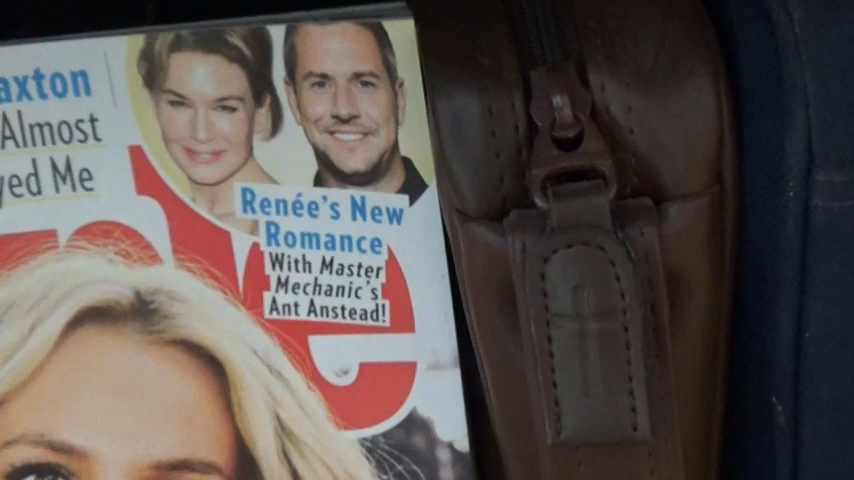 axton
Almost
yed Me
Renée's New
Romance
With Master
Mechanic's
Ant Anstead!